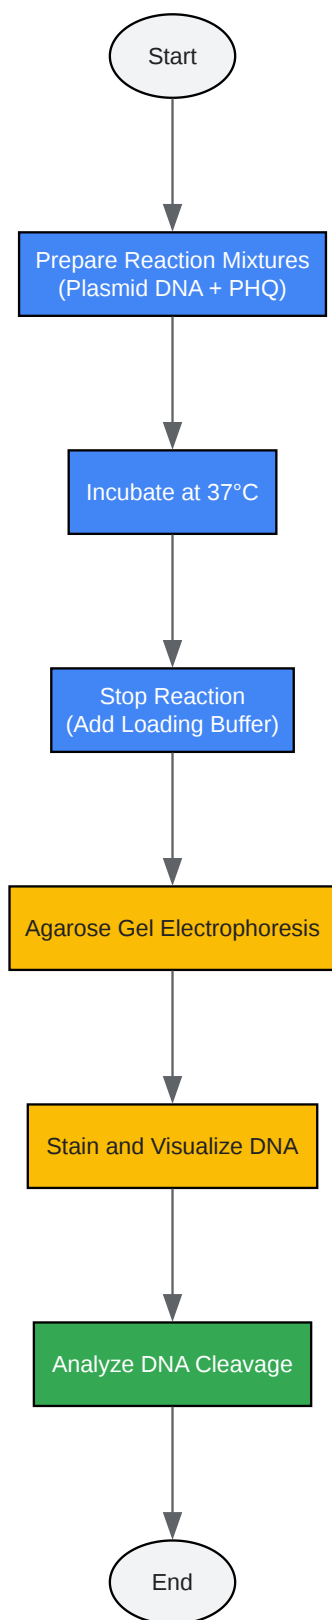 Start
Prepare Reaction Mixtures
(Plasmid DNA + PHQ)
Incubate at 37°C
Stop Reaction
(Add Loading Buffer)
Agarose Gel Electrophoresis
Stain and Visualize DNA
Analyze DNA Cleavage
End